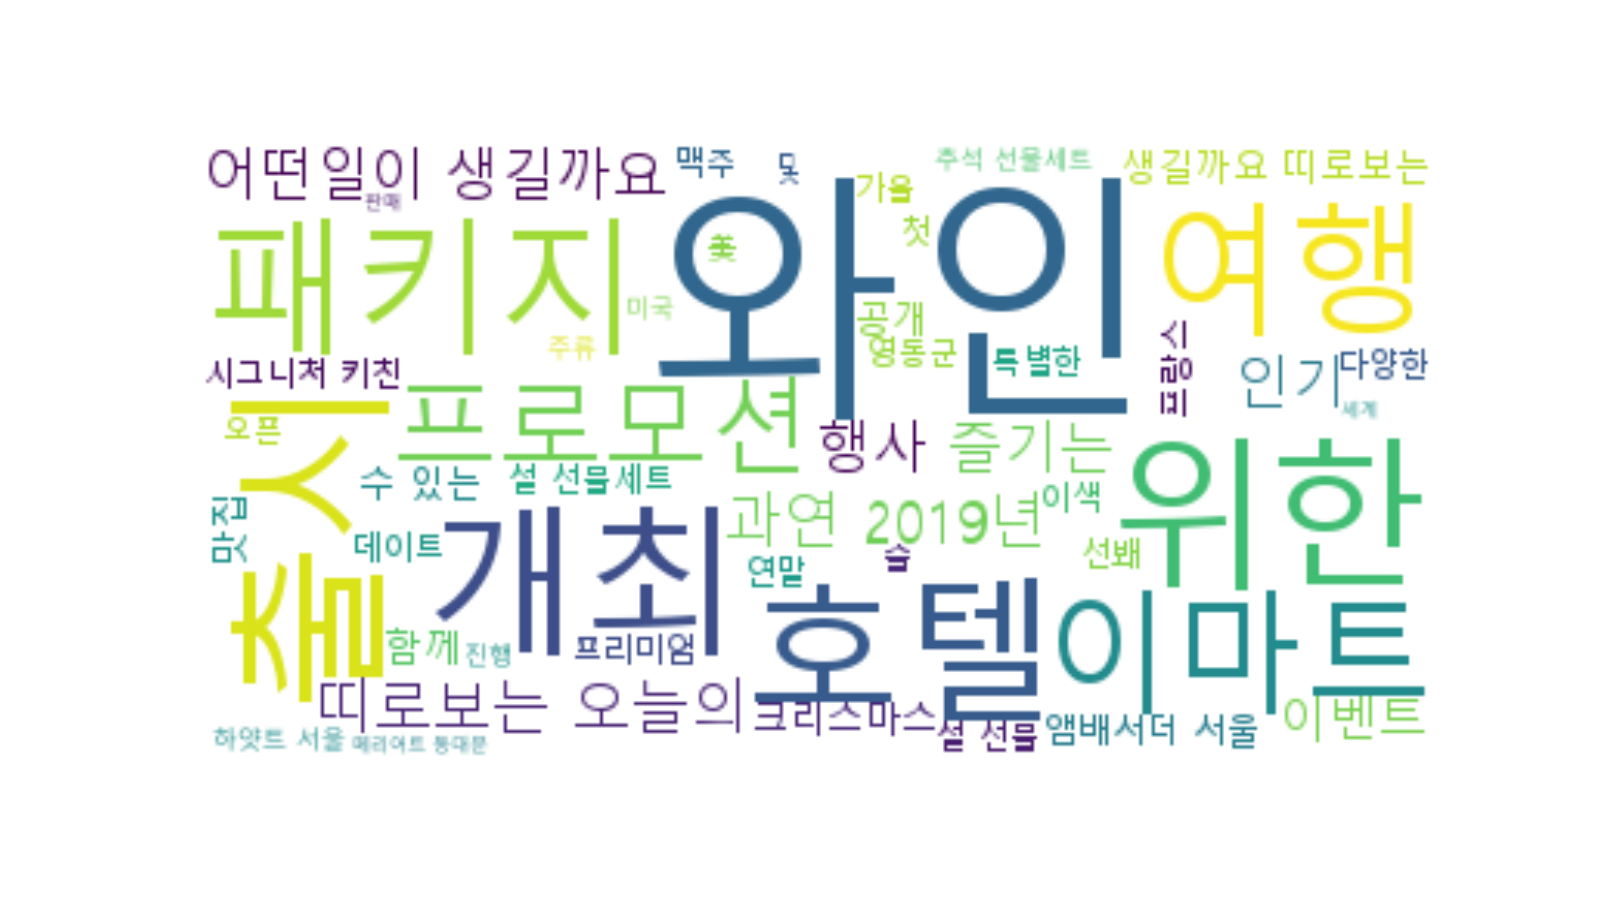 어떤일이 생길까요
맥주
못
추석 선물세트
생길까요 띠로보는
판매
가을
패키지
와인
여행
첫
美
미국
공개
주류
영동군
특별한
프랑스
인기
다양한
시그니처 키친
세계
출시
프로모션
오픈
행사
즐기는
위한
수 있는
설 선물세트
이색
맛집
과연 2019년
데이트
개최
선봬
연말
술
호텔
이마트
함께
진행
프리미엄
띠로보는 오늘의
크리스마스
설 선물
앰배서더 서울
이벤트
하얏트 서울
메리어트 동대문